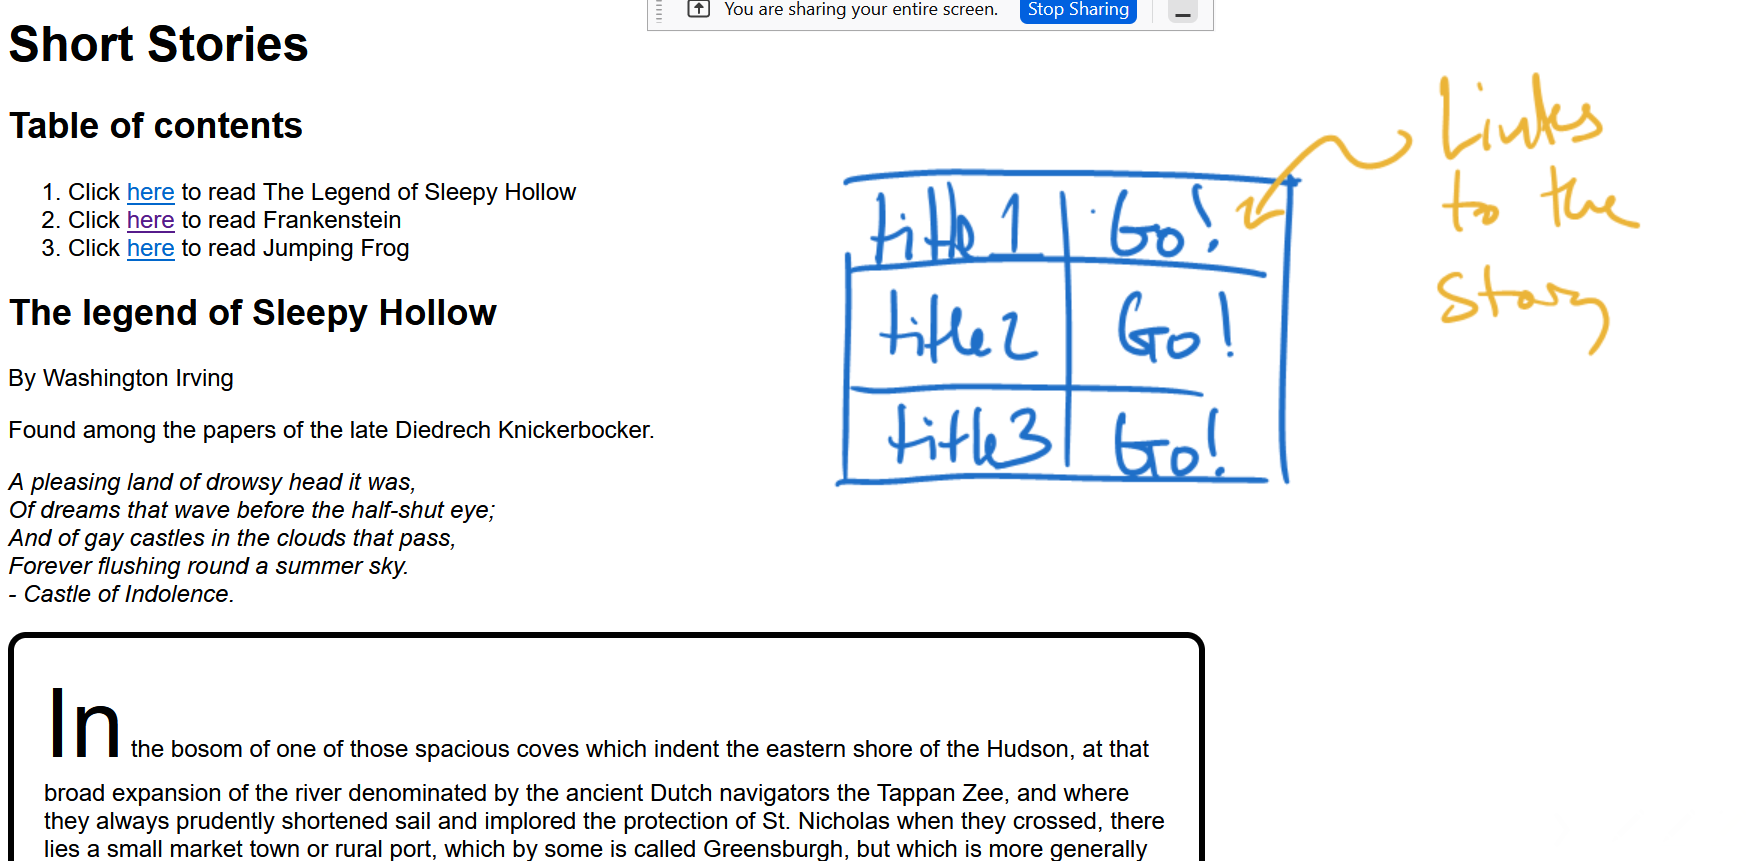 You are sharing your entire screen. Stop Sharing
Short Stories
Table of contents
1. Click here to read The Legend of Sleepy Hollow
2. Click here to read Frankenstein
3. Click here to read Jumping Frog
The legend of Sleepy Hollow
By Washington Irving
Found among the papers of the late Diedrech Knickerbocker.
A pleasing land of drowsy head it was,
Of dreams that wave before the half-shut eye;
And of gay castles in the clouds that pass,
Forever flushing round a summer sky.
- Castle of Indolence.
In the bosom of one of those spacious coves which indent the eastern shore of the Hudson, at that
broad expansion of the river denominated by the ancient Dutch navigators the Tappan Zee, and where
they always prudently shortened sail and implored the protection of St. Nicholas when they crossed, there
lies a small market town or rural port, which by some is called Greensburgh, but which is more generally
title 1 Go!
title 2 Go!
title 3 Go!
Links
to the
story